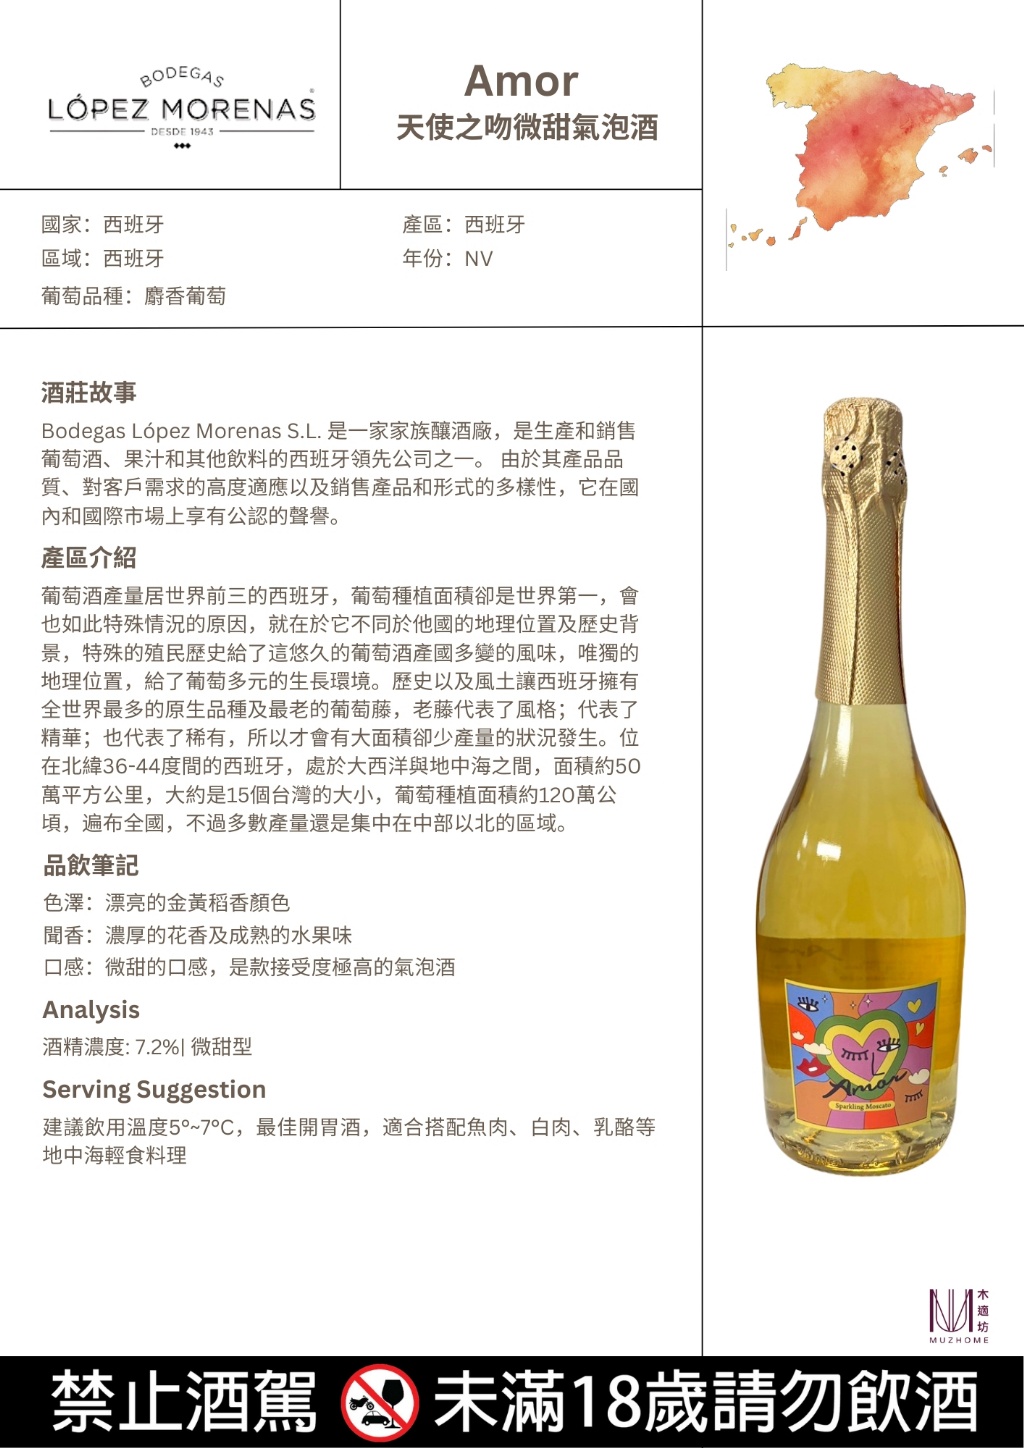 BODEGAS
LÓPEZ MORENAS
DESDE 1943
Amor
天使之吻微甜氣泡酒
國家：西班牙
產區：西班牙
區域：西班牙
年份：NV
葡萄品種：麝香葡萄
酒莊故事
Bodegas López Morenas S.L. 是一家家族釀酒廠，是生產和銷售
葡萄酒、果汁和其他飲料的西班牙領先公司之一。 由於其產品品
質、對客戶需求的高度適應以及銷售產品和形式的多樣性，它在國
內和國際市場上享有公認的聲譽。
產區介紹
葡萄酒產量居世界前三的西班牙，葡萄種植面積卻是世界第一，會
也如此特殊情況的原因，就在於它不同於他國的地理位置及歷史背
景，特殊的殖民歷史給了這悠久的葡萄酒產國多變的風味，唯獨的
地理位置，給了葡萄多元的生長環境。歷史以及風土讓西班牙擁有
全世界最多的原生品種及最老的葡萄藤，老藤代表了風格；代表了
精華；也代表了稀有，所以才會有大面積卻少產量的狀況發生。位
在北緯36-44度間的西班牙，處於大西洋與地中海之間，面積約50
萬平方公里，大約是15個台灣的大小，葡萄種植面積約120萬公
頃，遍布全國，不過多數產量還是集中在中部以北的區域。
品飲筆記
色澤：漂亮的金黃稻香顏色
聞香：濃厚的花香及成熟的水果味
口感：微甜的口感，是款接受度極高的氣泡酒
Analysis
酒精濃度: 7.2%| 微甜型
Serving Suggestion
建議飲用溫度5°~7°C，最佳開胃酒，適合搭配魚肉、白肉、乳酪等
地中海輕食料理
Amor
Sparkling Moscato
木適坊
MUZHOME
禁止酒駕 未滿18歲請勿飲酒